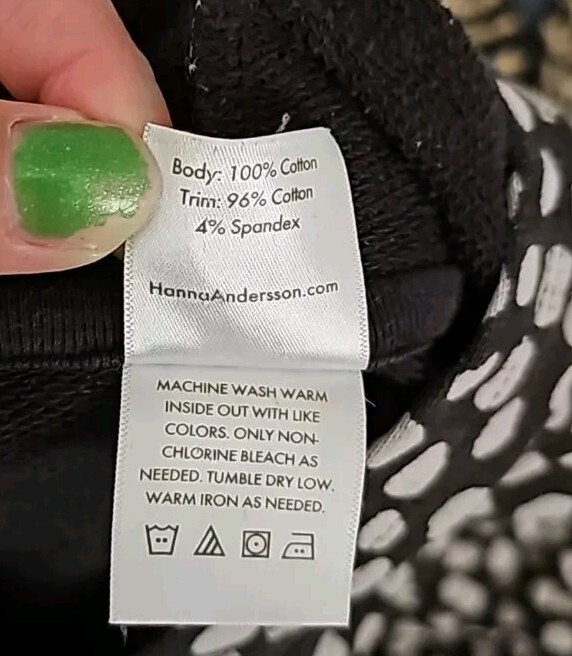 Body: 100% Cotton
Trim: 96% Cotton
4% Spandex
HannaAndersson.com
MACHINE WASH WARM
INSIDE OUT WITH LIKE
COLORS. ONLY NON-
CHLORINE BLEACH AS
NEEDED. TUMBLE DRY LOW.
WARM IRON AS NEEDED.